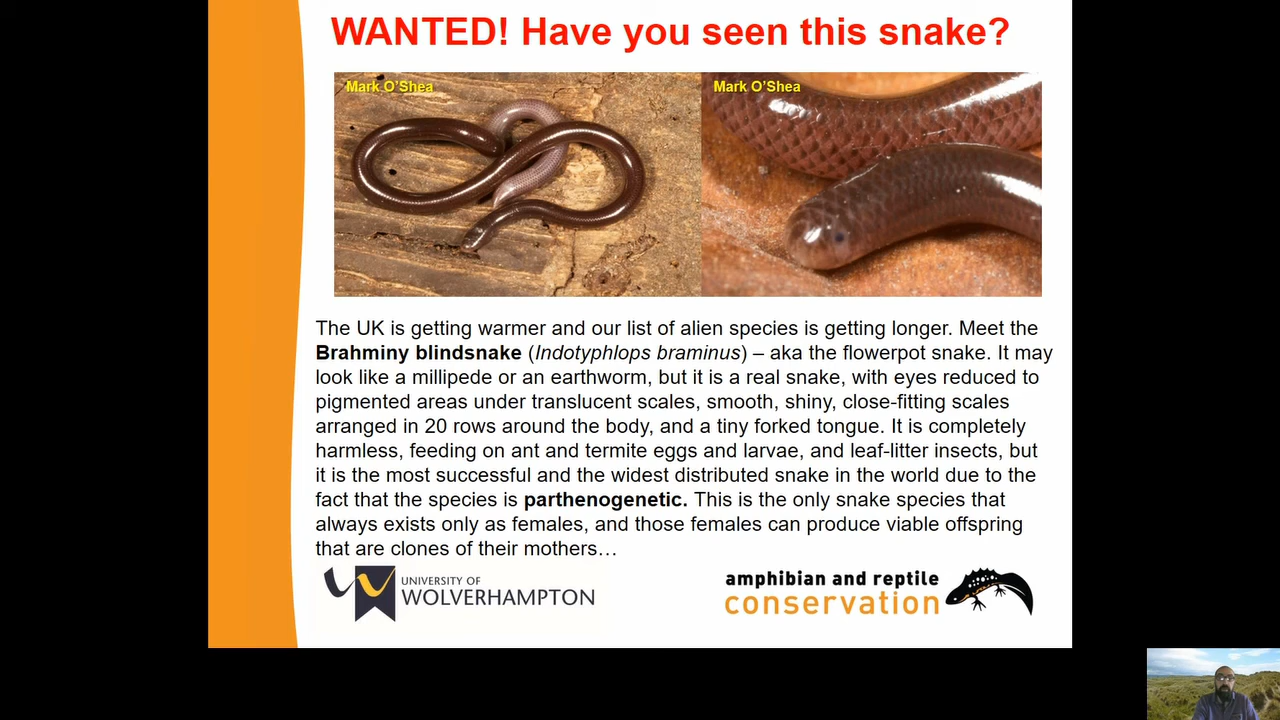 WANTED! Have you seen this snake?
Mark O'Shea
Mark O'Shea
The UK is getting warmer and our list of alien species is getting longer. Meet the
Brahminy blindsnake (Indotyphlops braminus) – aka the flowerpot snake. It may
look like a millipede or an earthworm, but it is a real snake, with eyes reduced to
pigmented areas under translucent scales, smooth, shiny, close-fitting scales
arranged in 20 rows around the body, and a tiny forked tongue. It is completely
harmless, feeding on ant and termite eggs and larvae, and leaf-litter insects, but
it is the most successful and the widest distributed snake in the world due to the
fact that the species is parthenogenetic. This is the only snake species that
always exists only as females, and those females can produce viable offspring
that are clones of their mothers…
UNIVERSITY OF
WOLVERHAMPTON
amphibian and reptile
conservation